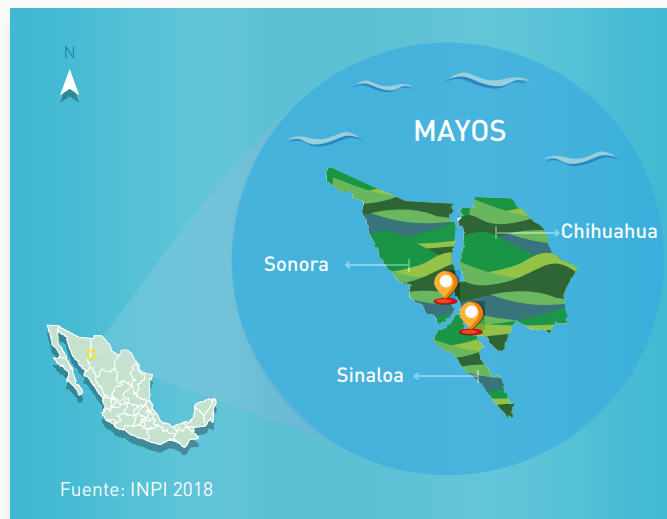 N
MAYOS
Chihuahua
Sonora
Sinaloa
Fuente: INPI 2018